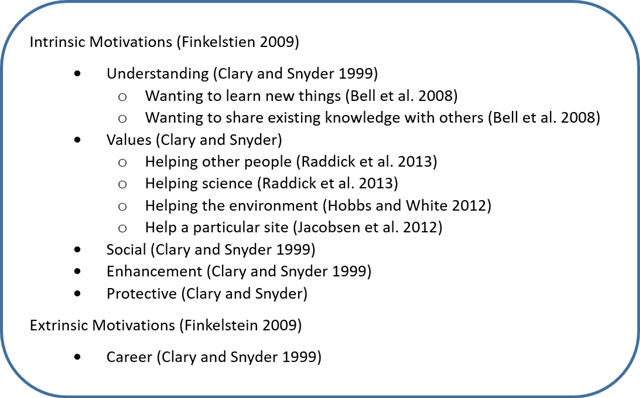 Intrinsic Motivations (Finkelstien 2009)
• Understanding (Clary and Snyder 1999)
o Wanting to learn new things (Bell et al. 2008)
o Wanting to share existing knowledge with others (Bell et al. 2008)
• Values (Clary and Snyder)
o Helping other people (Raddick et al. 2013)
o Helping science (Raddick et al. 2013)
o Helping the environment (Hobbs and White 2012)
o Help a particular site (Jacobsen et al. 2012)
• Social (Clary and Snyder 1999)
• Enhancement (Clary and Snyder 1999)
• Protective (Clary and Snyder)
Extrinsic Motivations (Finkelstein 2009)
• Career (Clary and Snyder 1999)